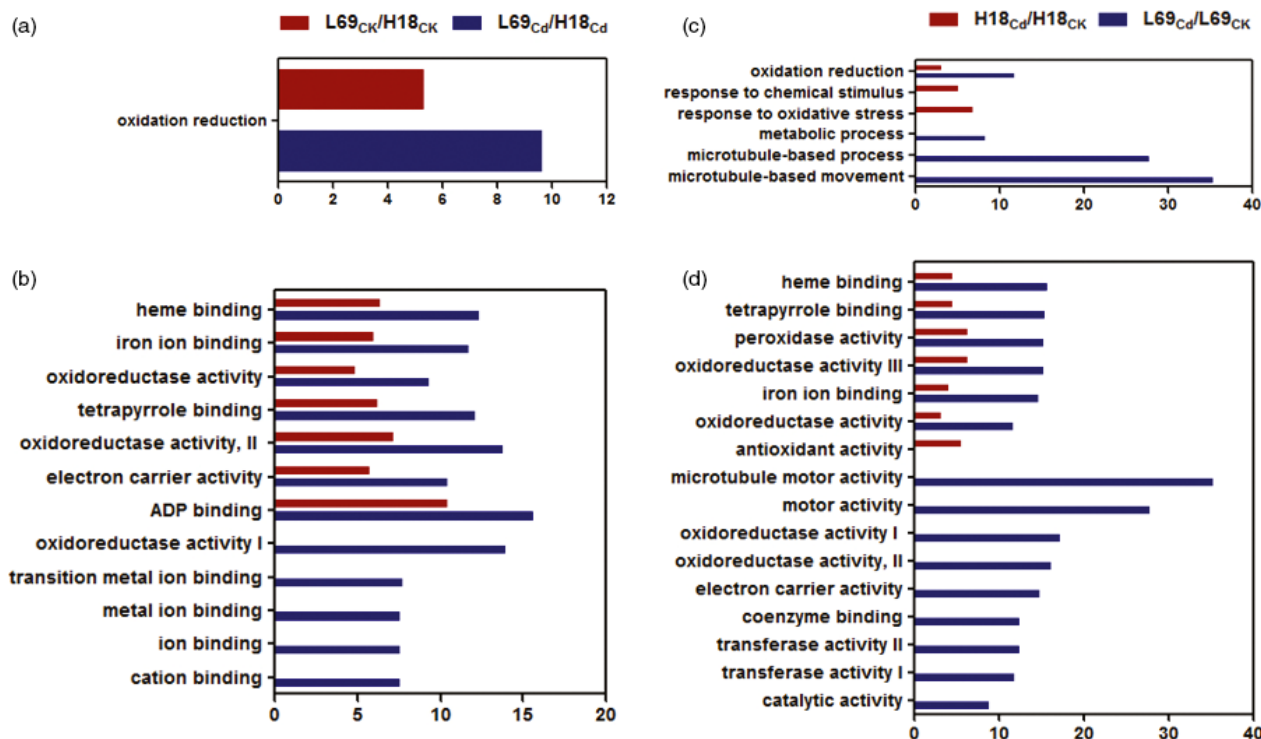 (a)
L69CK/H18CK L69Cd/H18Cd
oxidation reduction
0 2 4 6 8 10 12
(c)
H18Cd/H18CK L69Cd/L69CK
oxidation reduction
response to chemical stimulus
response to oxidative stress
metabolic process
microtubule-based process
microtubule-based movement
0 10 20 30 40
(b)
heme binding
iron ion binding
oxidoreductase activity
tetrapyrrole binding
oxidoreductase activity, II
electron carrier activity
ADP binding
oxidoreductase activity I
transition metal ion binding
metal ion binding
ion binding
cation binding
0 5 10 15 20
(d)
heme binding
tetrapyrrole binding
peroxidase activity
oxidoreductase activity III
iron ion binding
oxidoreductase activity
antioxidant activity
microtubule motor activity
motor activity
oxidoreductase activity I
oxidoreductase activity, II
electron carrier activity
coenzyme binding
transferase activity II
transferase activity I
catalytic activity
0 10 20 30 40